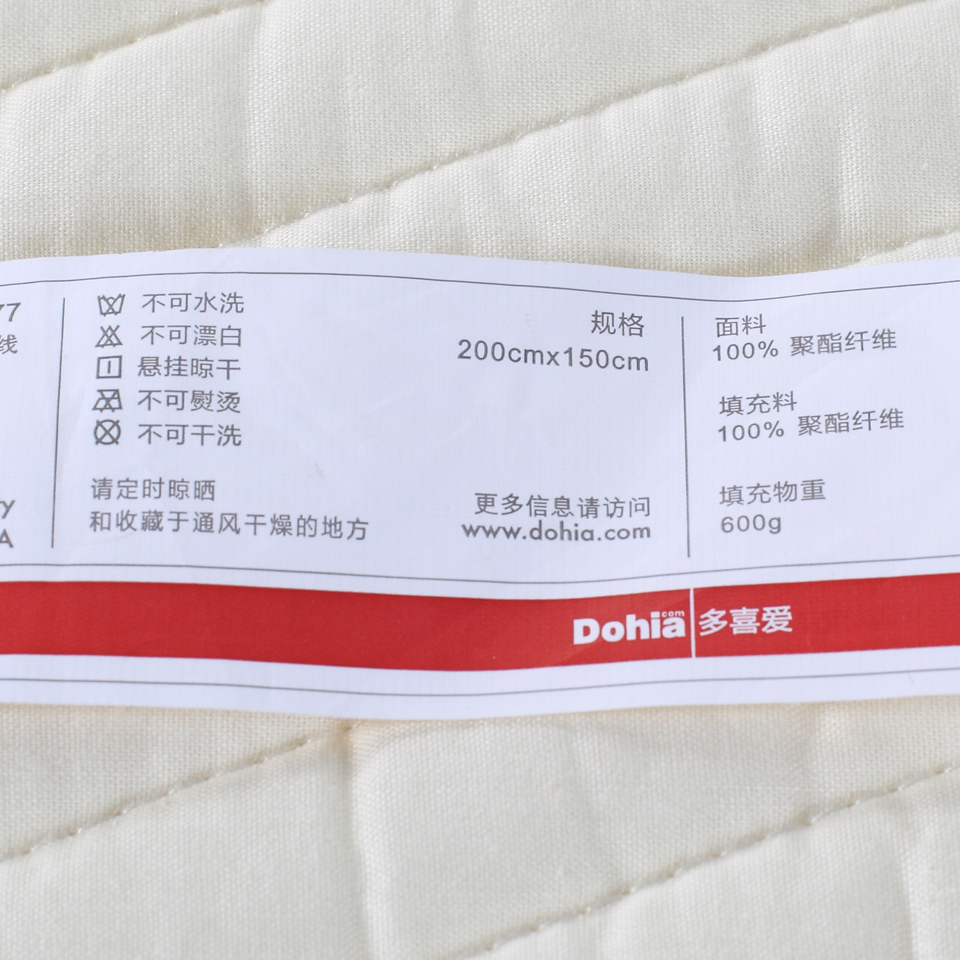 77
线
不可水洗
不可漂白
悬挂晾干
不可熨烫
不可干洗
请定时晾晒
和收藏于通风干燥的地方
规格
200cmx150cm
更多信息请访问
www.dohia.com
面料
100% 聚酯纤维
填充料
100% 聚酯纤维
填充物重
600g
y
A
Dohia.com 多喜爱